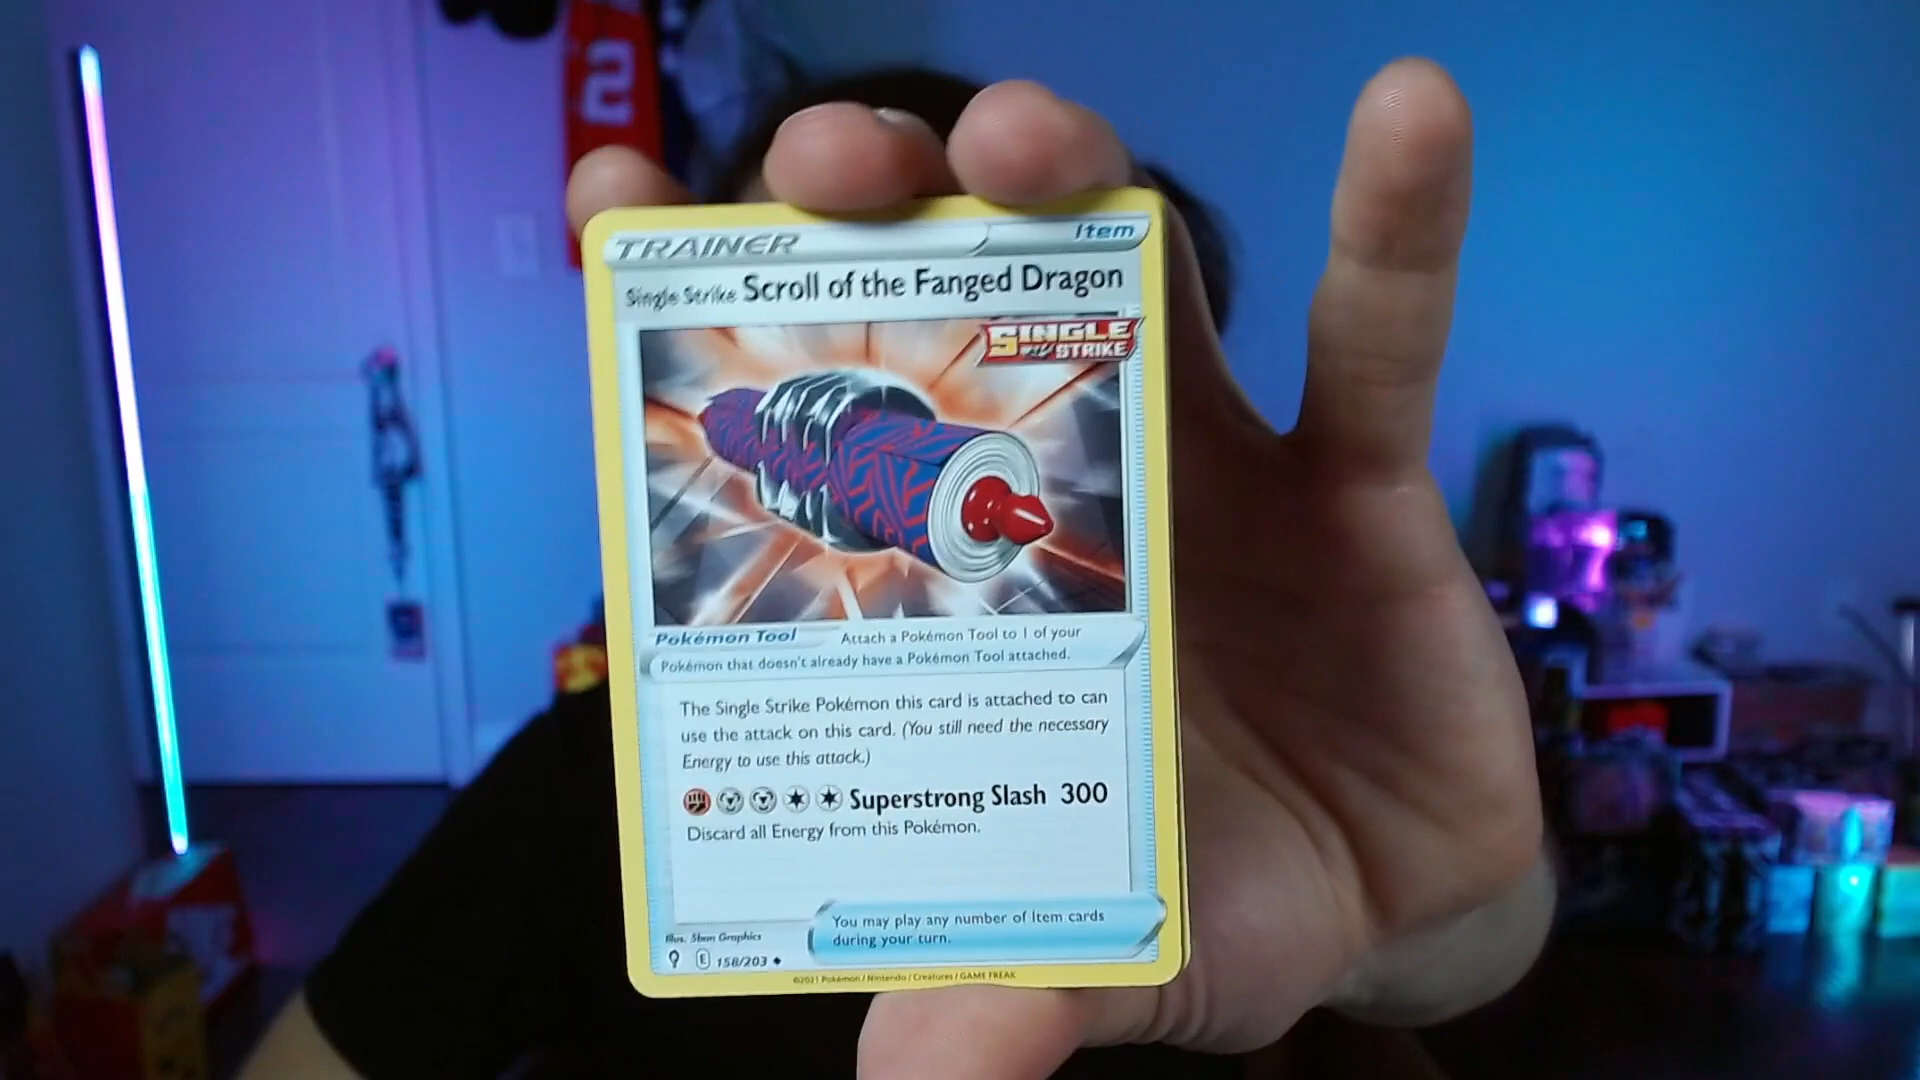 2
TRAINER Item
Single Strike Scroll of the Fanged Dragon
SINGLE
STRIKE
Pokémon Tool Attach a Pokémon Tool to 1 of your
Pokémon that doesn't already have a Pokémon Tool attached.
The Single Strike Pokémon this card is attached to can
use the attack on this card. (You still need the necessary
Energy to use this attack.)
Superstrong Slash 300
Discard all Energy from this Pokémon.
You may play any number of Item cards
during your turn.
Illus. 5ban Graphics
E 158/203
©2021 Pokémon / Nintendo / Creatures / GAME FREAK